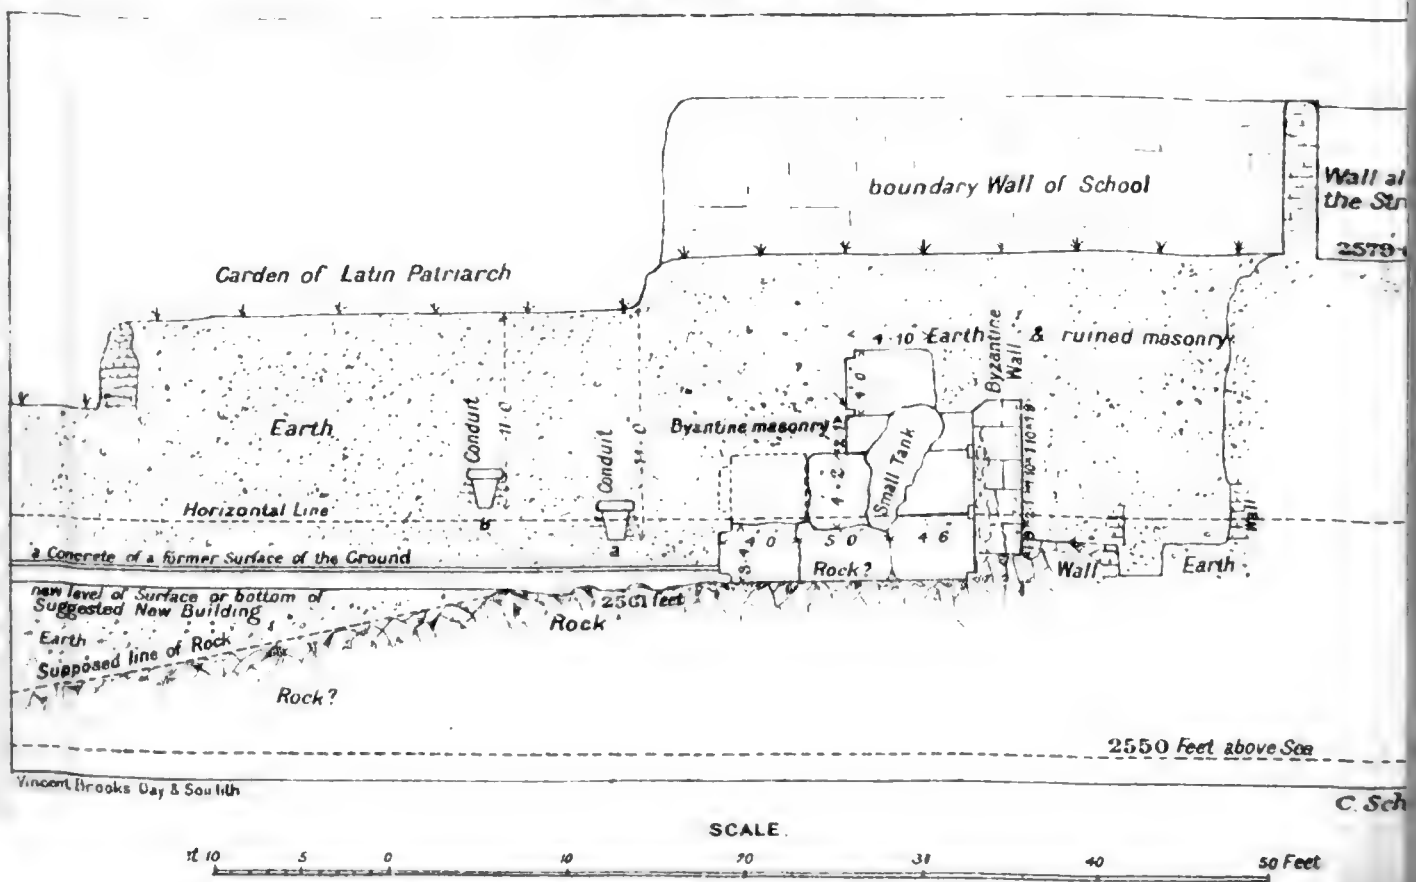 boundary Wall of School
Wall al
the Str
2579
Garden of Latin Patriarch
4·10 Earth & ruined masonry
Byzantine
Wall
4·0
Earth
Conduit
11·0
Conduit
Byzantine masonry
Small Tank
4·2
Horizontal Line
b
a
Wall
a Concrete of a former Surface of the Ground
3·4
4 0
5 0
4 6
Rock?
Wall
Earth
new level of Surface or bottom of
Suggested New Building
2561 feet
Rock
Earth
Supposed line of Rock
Rock?
2550 Feet above Sea
Vincent Brooks Day & Son lith
C. Sch
SCALE.
10 5 0 10 20 31 40 50 Feet